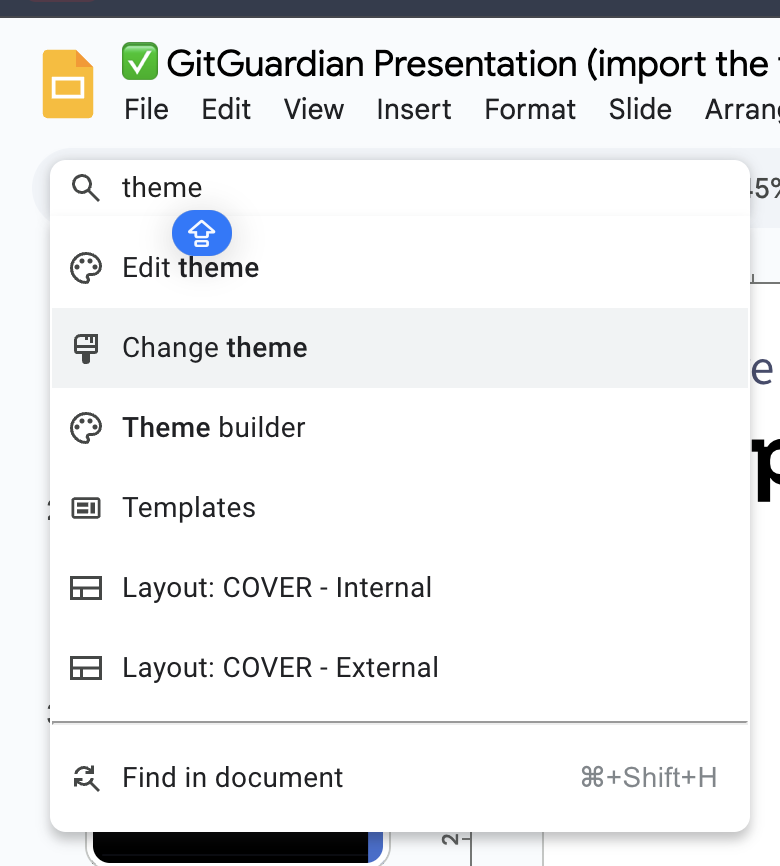 ✅ GitGuardian Presentation (import the
File Edit View Insert Format Slide
theme
Edit theme
Change theme
Theme builder
Templates
Layout: COVER - Internal
Layout: COVER - External
Find in document ⌘+Shift+H